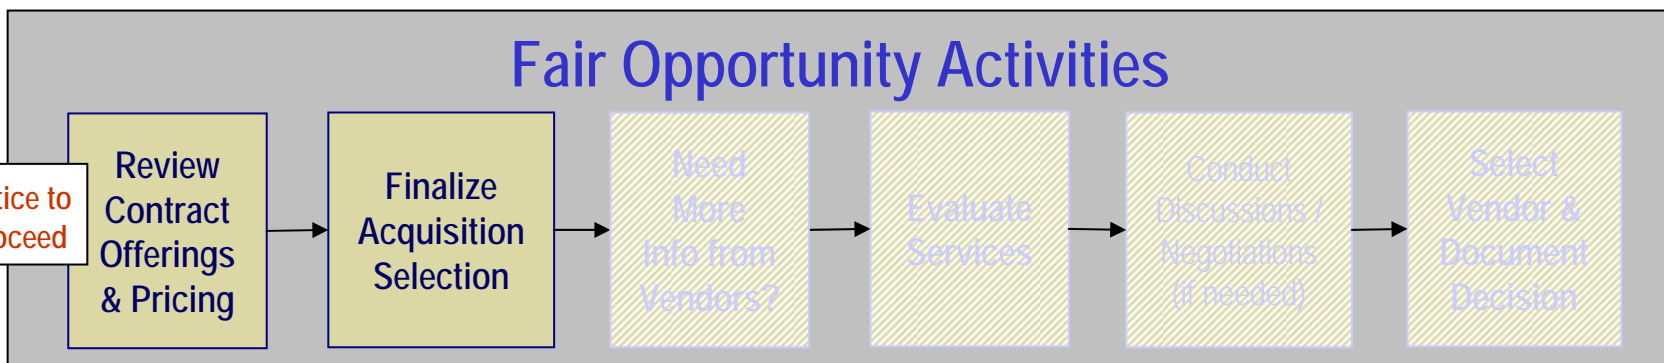 Fair Opportunity Activities
tice to
oceed
Review
Contract
Offerings
& Pricing
Finalize
Acquisition
Selection
Need
More
Info from
Vendors?
Evaluate
Services
Conduct
Discussions /
Negotiations
(if needed)
Select
Vendor &
Document
Decision